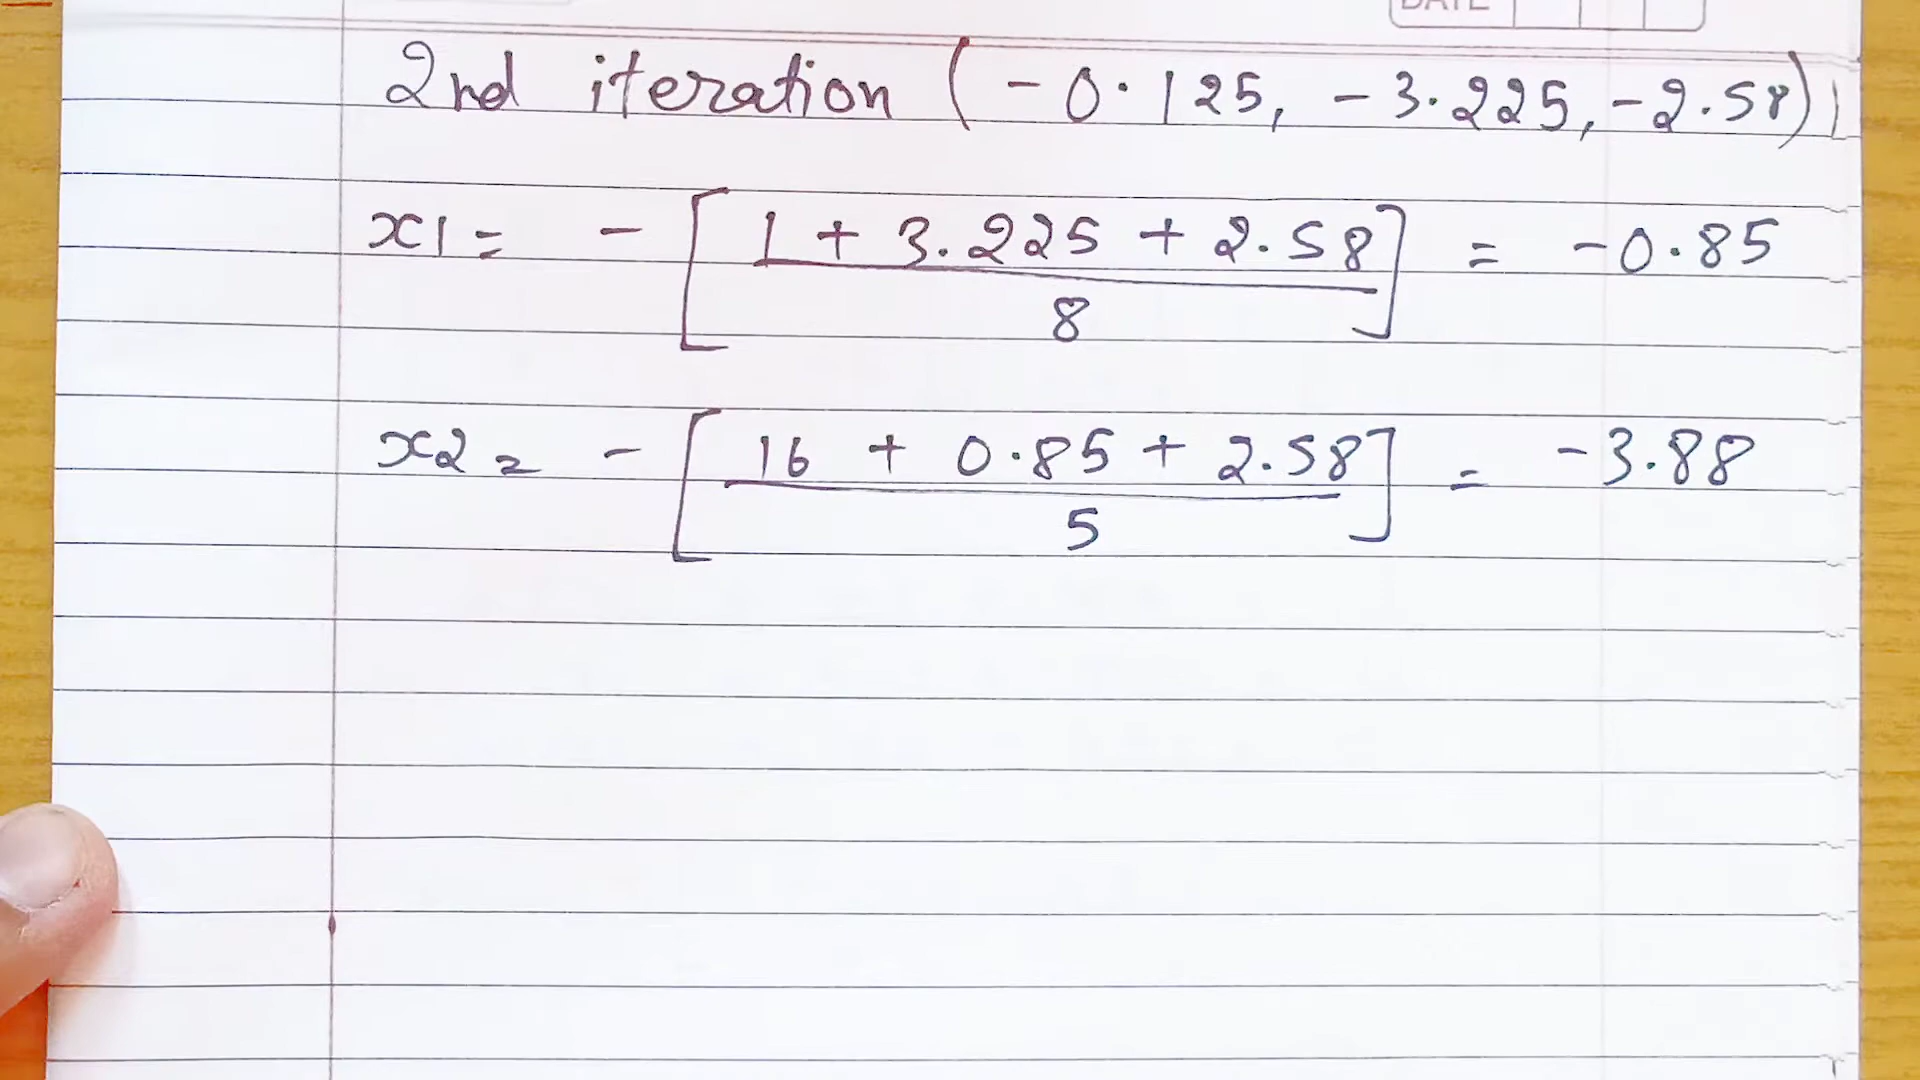 DATE
2nd iteration (-0.125, -3.225, -2.58)
x1 = - [ 1 + 3.225 + 2.58 ] = -0.85
8
x2 = - [ 16 + 0.85 + 2.58 ] = -3.88
5